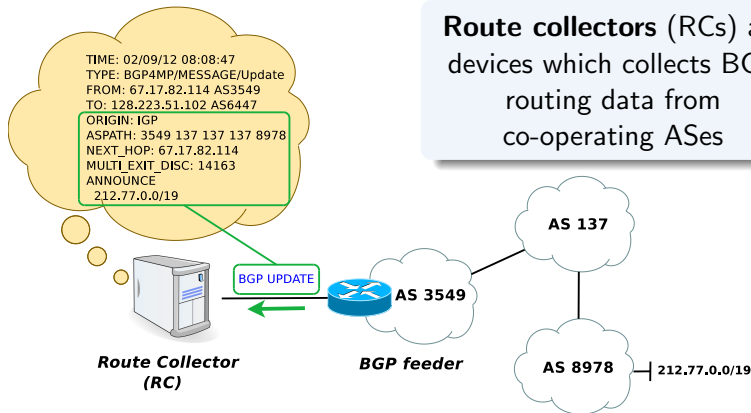 Route collectors (RCs)
devices which collects
routing data from
co-operating ASes
TIME: 02/09/12 08:08:47
TYPE: BGP4MP/MESSAGE/Update
FROM: 67.17.82.114 AS3549
TO: 128.223.51.102 AS6447
ORIGIN: IGP
ASPATH: 3549 137 137 137 8978
NEXT_HOP: 67.17.82.114
MULTI_EXIT_DISC: 14163
ANNOUNCE
212.77.0.0/19
AS 137
BGP UPDATE
AS 3549
Route Collector
(RC)
BGP feeder
AS 8978
212.77.0.0/19